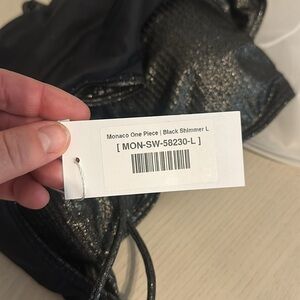 Monaco One Piece | Black Shimmer L
[ MON-SW-58230-L ]